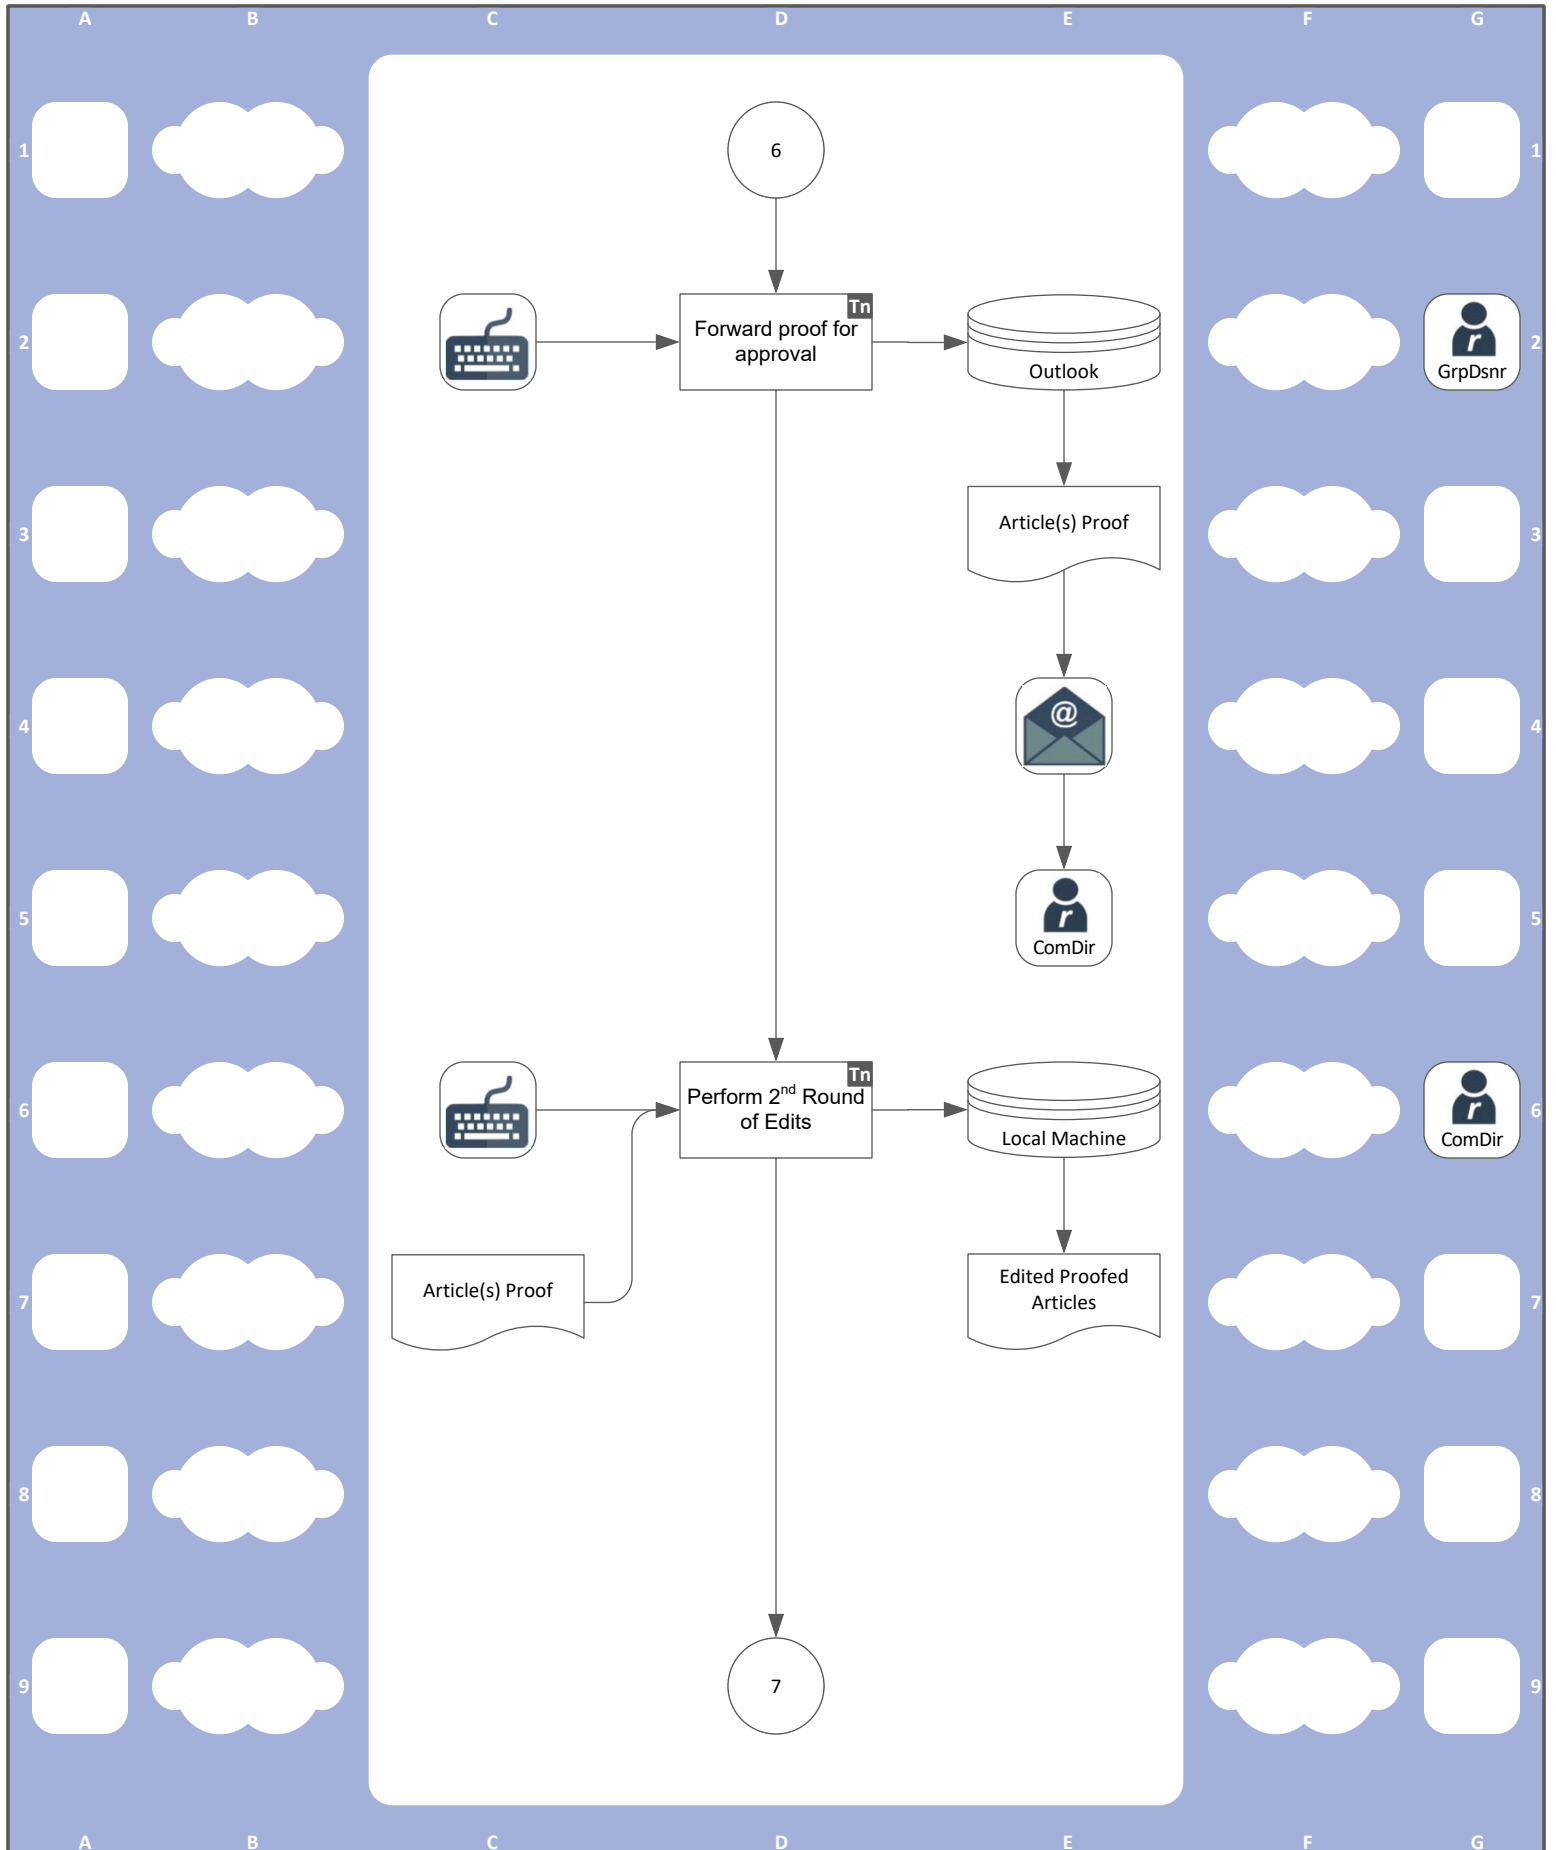 A B C D E F G
1 6 1
Tn
2 Forward proof for approval Outlook r GrpDsnr 2
3 Article(s) Proof 3
4 @ 4
5 r ComDir 5
Tn
6 Perform 2nd Round of Edits Local Machine r ComDir 6
7 Article(s) Proof Edited Proofed Articles 7
8 8
9 7 9
A B C D E F G